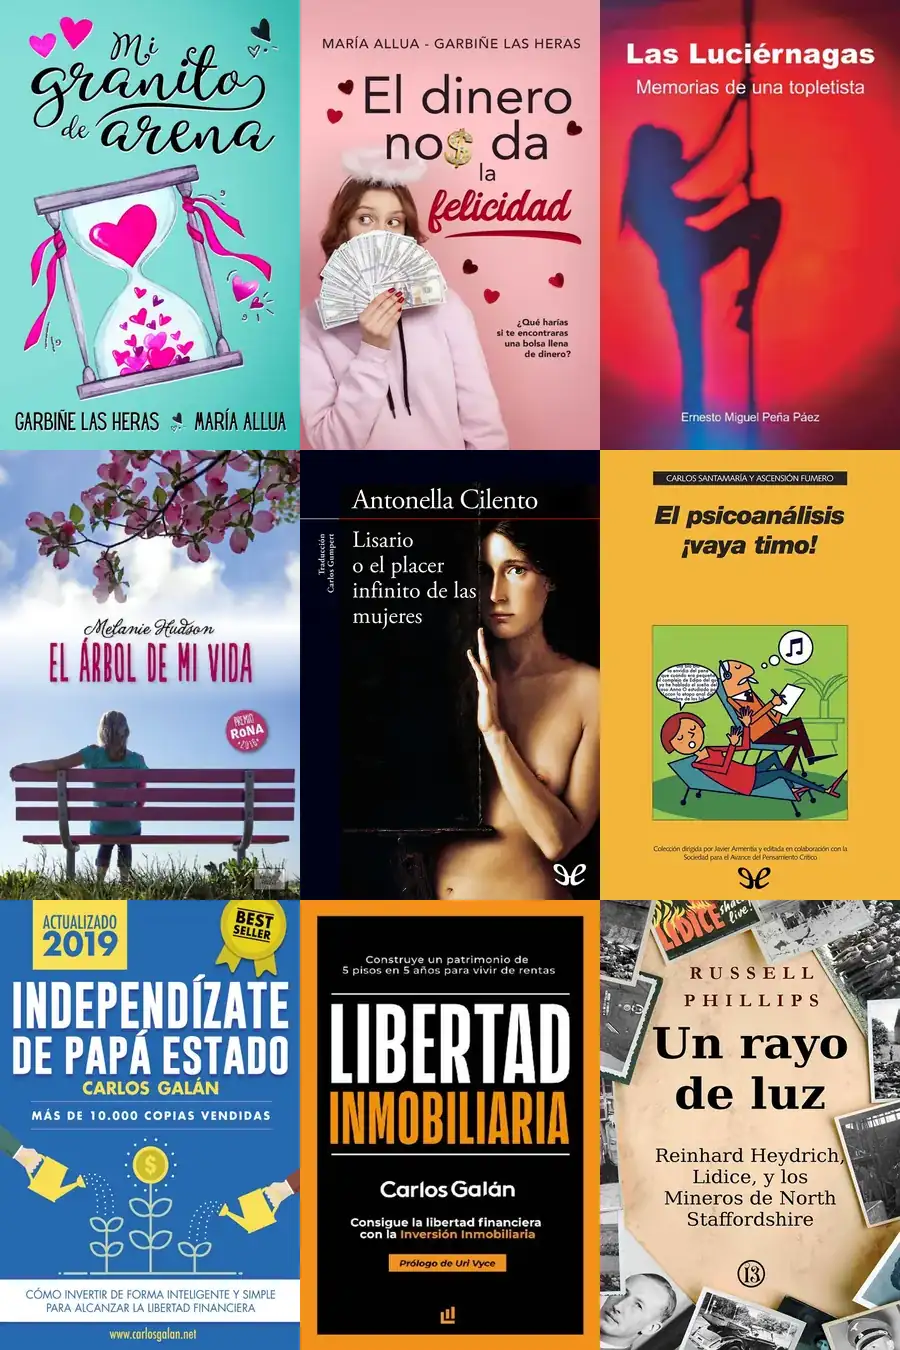 Mi
granito
de arena
GARBIÑE LAS HERAS
MARÍA ALLUA
MARÍA ALLUA - GARBIÑE LAS HERAS
El dinero
no$ da
la
felicidad
¿Qué harías
si te encontraras
una bolsa llena
de dinero?
Las Luciérnagas
Memorias de una topletista
Ernesto Miguel Peña Páez
Melanie Hudson
EL ÁRBOL DE MI VIDA
PREMIO
RONA
2016
Antonella Cilento
Traducción
Carlos Gumpert
Lisario
o el placer
infinito de las
mujeres
CARLOS SANTAMARÍA Y ASCENSIÓN FUMERO
El psicoanálisis
¡vaya timo!
Colección dirigida por Javier Armentia y editada en colaboración con la
Sociedad para el Avance del Pensamiento Crítico
ACTUALIZADO
2019
BEST
SELLER
INDEPENDÍZATE
DE PAPÁ ESTADO
CARLOS GALÁN
MÁS DE 10.000 COPIAS VENDIDAS
$
CÓMO INVERTIR DE FORMA INTELIGENTE Y SIMPLE
PARA ALCANZAR LA LIBERTAD FINANCIERA
www.carlosgalan.net
Construye un patrimonio de
5 pisos en 5 años para vivir de rentas
LIBERTAD
INMOBILIARIA
Carlos Galán
Consigue la libertad financiera
con la Inversión Inmobiliaria
Prólogo de Uri Vyce
LIDICE shall
live.
RUSSELL
PHILLIPS
Un rayo
de luz
Reinhard Heydrich,
Lidice, y los
Mineros de North
Staffordshire
13